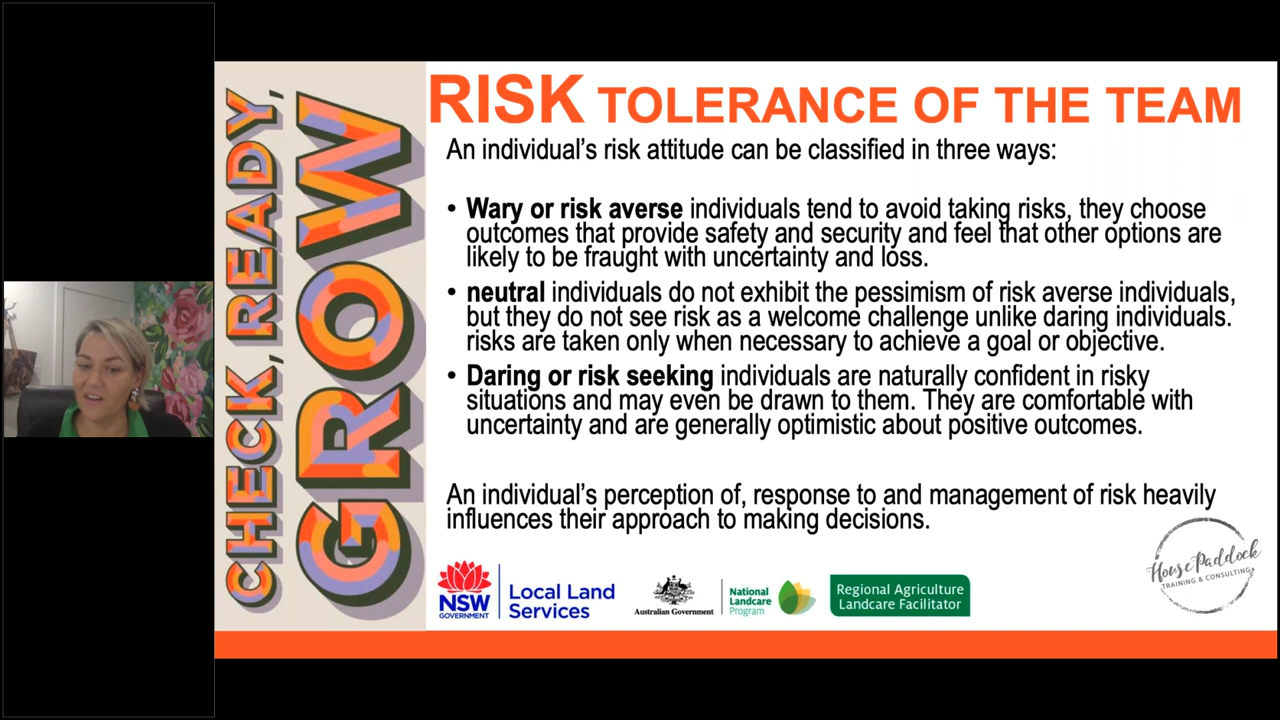 CHECK, READY,
GROW
RISK TOLERANCE OF THE TEAM
An individual's risk attitude can be classified in three ways:
• Wary or risk averse individuals tend to avoid taking risks, they choose
outcomes that provide safety and security and feel that other options are
likely to be fraught with uncertainty and loss.
• neutral individuals do not exhibit the pessimism of risk averse individuals,
but they do not see risk as a welcome challenge unlike daring individuals.
risks are taken only when necessary to achieve a goal or objective.
• Daring or risk seeking individuals are naturally confident in risky
situations and may even be drawn to them. They are comfortable with
uncertainty and are generally optimistic about positive outcomes.
An individual's perception of, response to and management of risk heavily
influences their approach to making decisions.
NSW
GOVERNMENT
Local Land
Services
Australian Government
National
Landcare
Program
Regional Agriculture
Landcare Facilitator
House Paddock
TRAINING & CONSULTING